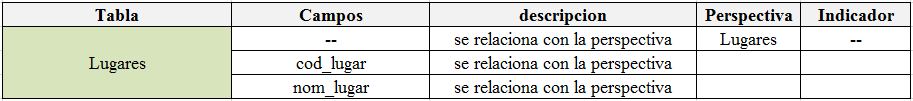 Tabla Campos descripcion Perspectiva Indicador
-- se relaciona con la perspectiva Lugares --
Lugares cod_lugar se relaciona con la perspectiva
nom_lugar se relaciona con la perspectiva